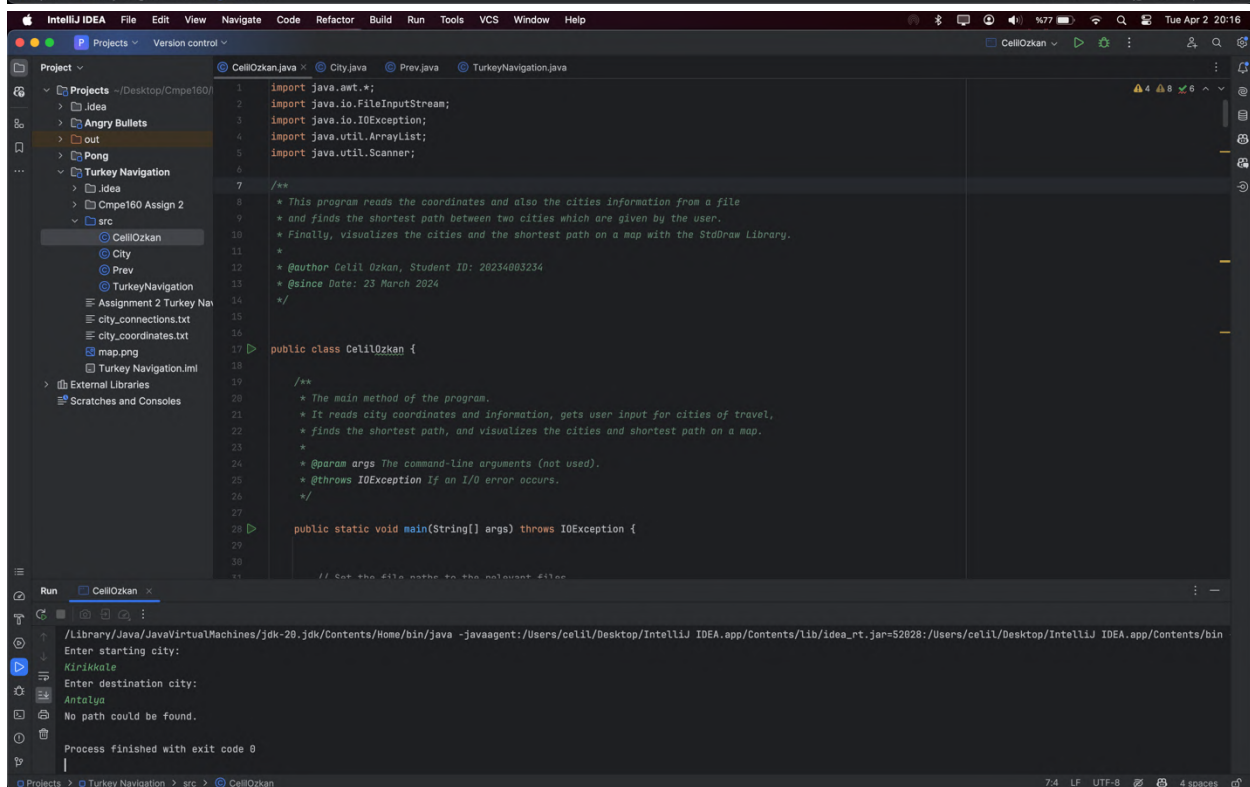 IntelliJ IDEA File Edit View Navigate Code Refactor Build Run Tools VCS Window Help %77 Tue Apr 2 20:16
P Projects Version control CelilOzkan
Project
CelilOzkan.java City.java Prev.java TurkeyNavigation.java
4 8 6
Projects ~/Desktop/Cmpe160/
.idea
Angry Bullets
out
Pong
Turkey Navigation
.idea
Cmpe160 Assign 2
src
CelilOzkan
City
Prev
TurkeyNavigation
Assignment 2 Turkey Nav
city_connections.txt
city_coordinates.txt
map.png
Turkey Navigation.iml
External Libraries
Scratches and Consoles
1 import java.awt.*;
2 import java.io.FileInputStream;
3 import java.io.IOException;
4 import java.util.ArrayList;
5 import java.util.Scanner;
6
7 /**
8 * This program reads the coordinates and also the cities information from a file
9 * and finds the shortest path between two cities which are given by the user.
10 * Finally, visualizes the cities and the shortest path on a map with the StdDraw Library.
11 *
12 * @author Celil Ozkan, Student ID: 20234003234
13 * @since Date: 23 March 2024
14 */
15
16
17 public class CelilOzkan {
18
19 /**
20 * The main method of the program.
21 * It reads city coordinates and information, gets user input for cities of travel,
22 * finds the shortest path, and visualizes the cities and shortest path on a map.
23 *
24 * @param args The command-line arguments (not used).
25 * @throws IOException If an I/O error occurs.
26 */
27
28 public static void main(String[] args) throws IOException {
29
30
31 // Set the file paths to the relevant files
Run CelilOzkan
/Library/Java/JavaVirtualMachines/jdk-20.jdk/Contents/Home/bin/java -javaagent:/Users/celil/Desktop/IntelliJ IDEA.app/Contents/lib/idea_rt.jar=52028:/Users/celil/Desktop/IntelliJ IDEA.app/Contents/bin
Enter starting city:
Kirikkale
Enter destination city:
Antalya
No path could be found.
Process finished with exit code 0
Projects > Turkey Navigation > src > CelilOzkan 7:4 LF UTF-8 4 spaces